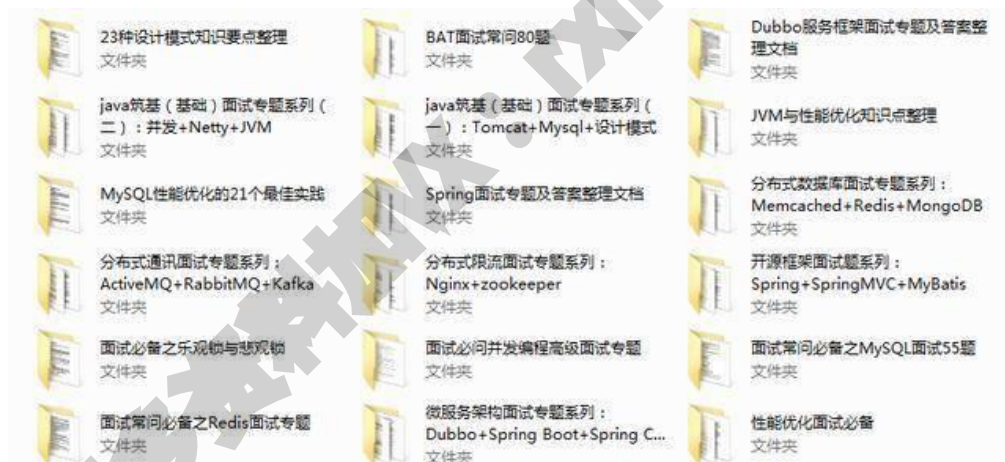 23种设计模式知识要点整理
文件夹
BAT面试常问80题
文件夹
Dubbo服务框架面试专题及答案整
理文档
文件夹
java筑基（基础）面试专题系列（
二）：并发+Netty+JVM
文件夹
java筑基（基础）面试专题系列（
一）：Tomcat+Mysql+设计模式
文件夹
JVM与性能优化知识点整理
文件夹
MySQL性能优化的21个最佳实践
文件夹
Spring面试专题及答案整理文档
文件夹
分布式数据库面试专题系列：
Memcached+Redis+MongoDB
文件夹
分布式通讯面试专题系列：
ActiveMQ+RabbitMQ+Kafka
文件夹
分布式限流面试专题系列：
Nginx+zookeeper
文件夹
开源框架面试题系列：
Spring+SpringMVC+MyBatis
文件夹
面试必备之乐观锁与悲观锁
文件夹
面试必问并发编程高级面试专题
文件夹
面试常问必备之MySQL面试55题
文件夹
面试常问必备之Redis面试专题
文件夹
微服务架构面试专题系列：
Dubbo+Spring Boot+Spring C...
文件夹
性能优化面试必备
文件夹